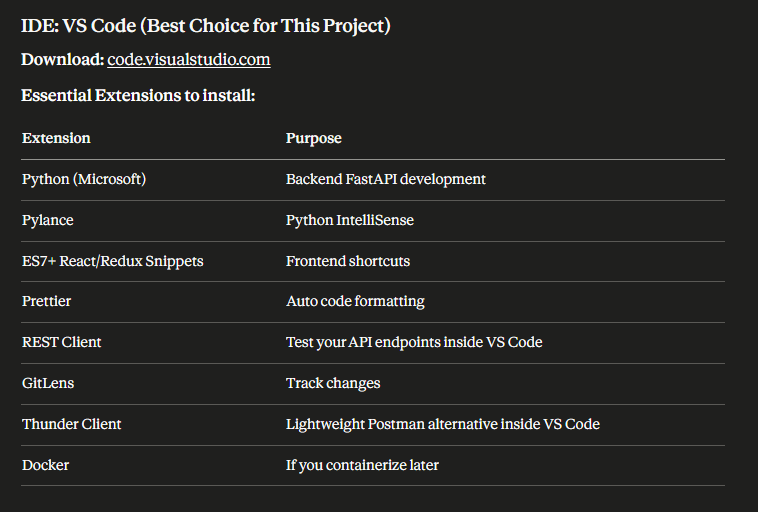 IDE: VS Code (Best Choice for This Project)
Download: code.visualstudio.com
Essential Extensions to install:
Extension Purpose
Python (Microsoft) Backend FastAPI development
Pylance Python IntelliSense
ES7+ React/Redux Snippets Frontend shortcuts
Prettier Auto code formatting
REST Client Test your API endpoints inside VS Code
GitLens Track changes
Thunder Client Lightweight Postman alternative inside VS Code
Docker If you containerize later